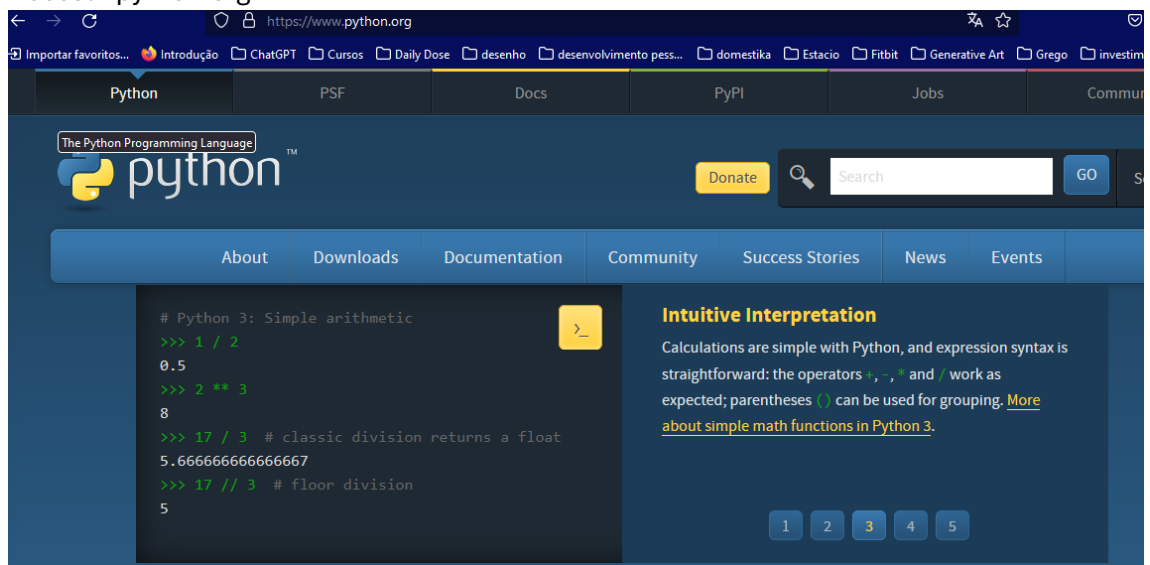 https://www.python.org
Importar favoritos... Introdução ChatGPT Cursos Daily Dose desenho desenvolvimento pess... domestika Estacio Fitbit Generative Art Grego investim
Python PSF Docs PyPI Jobs Commun
The Python Programming Language
python™
Donate Search GO S
About Downloads Documentation Community Success Stories News Events
# Python 3: Simple arithmetic
>>> 1 / 2
0.5
>>> 2 ** 3
8
>>> 17 / 3  # classic division returns a float
5.666666666666667
>>> 17 // 3  # floor division
5
>_
Intuitive Interpretation
Calculations are simple with Python, and expression syntax is
straightforward: the operators +, -, * and / work as
expected; parentheses () can be used for grouping. More
about simple math functions in Python 3.
1 2 3 4 5